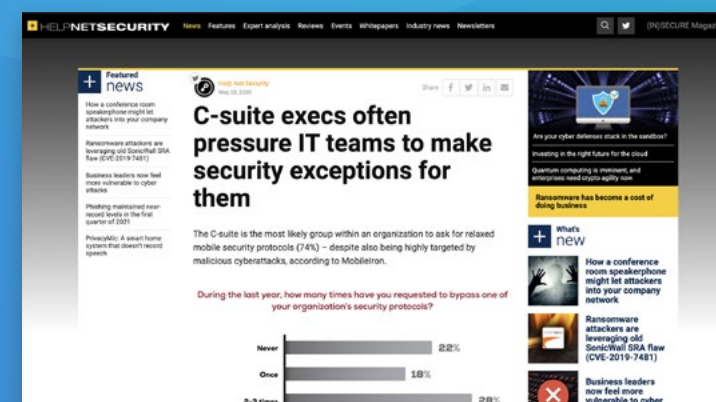 HELPNETSECURITY News Features Expert analysis Reviews Events Whitepapers Industry news Newsletters (IN)SECURE Magaz
Featured
news
How a conference room
speakerphone might let
attackers into your company
network
Ransomware attackers are
leveraging old SonicWall SRA
flaw (CVE-2019-7481)
Business leaders now feel
more vulnerable to cyber
attacks
Phishing maintained near-
record levels in the first
quarter of 2021
PrivacyMic: A smart home
system that doesn't record
speech
Help Net Security
May 28, 2020
Share
C-suite execs often
pressure IT teams to make
security exceptions for
them
The C-suite is the most likely group within an organization to ask for relaxed
mobile security protocols (74%) – despite also being highly targeted by
malicious cyberattacks, according to MobileIron.
During the last year, how many times have you requested to bypass one of
your organization's security protocols?
Never 22%
Once 18%
2-3 times 28%
Are your cyber defenses stuck in the sandbox?
Investing in the right future for the cloud
Quantum computing is imminent, and
enterprises need crypto agility now
Ransomware has become a cost of
doing business
What's
new
How a conference
room speakerphone
might let attackers
into your company
network
Ransomware
attackers are
leveraging old
SonicWall SRA flaw
(CVE-2019-7481)
Business leaders
now feel more
vulnerable to cyber